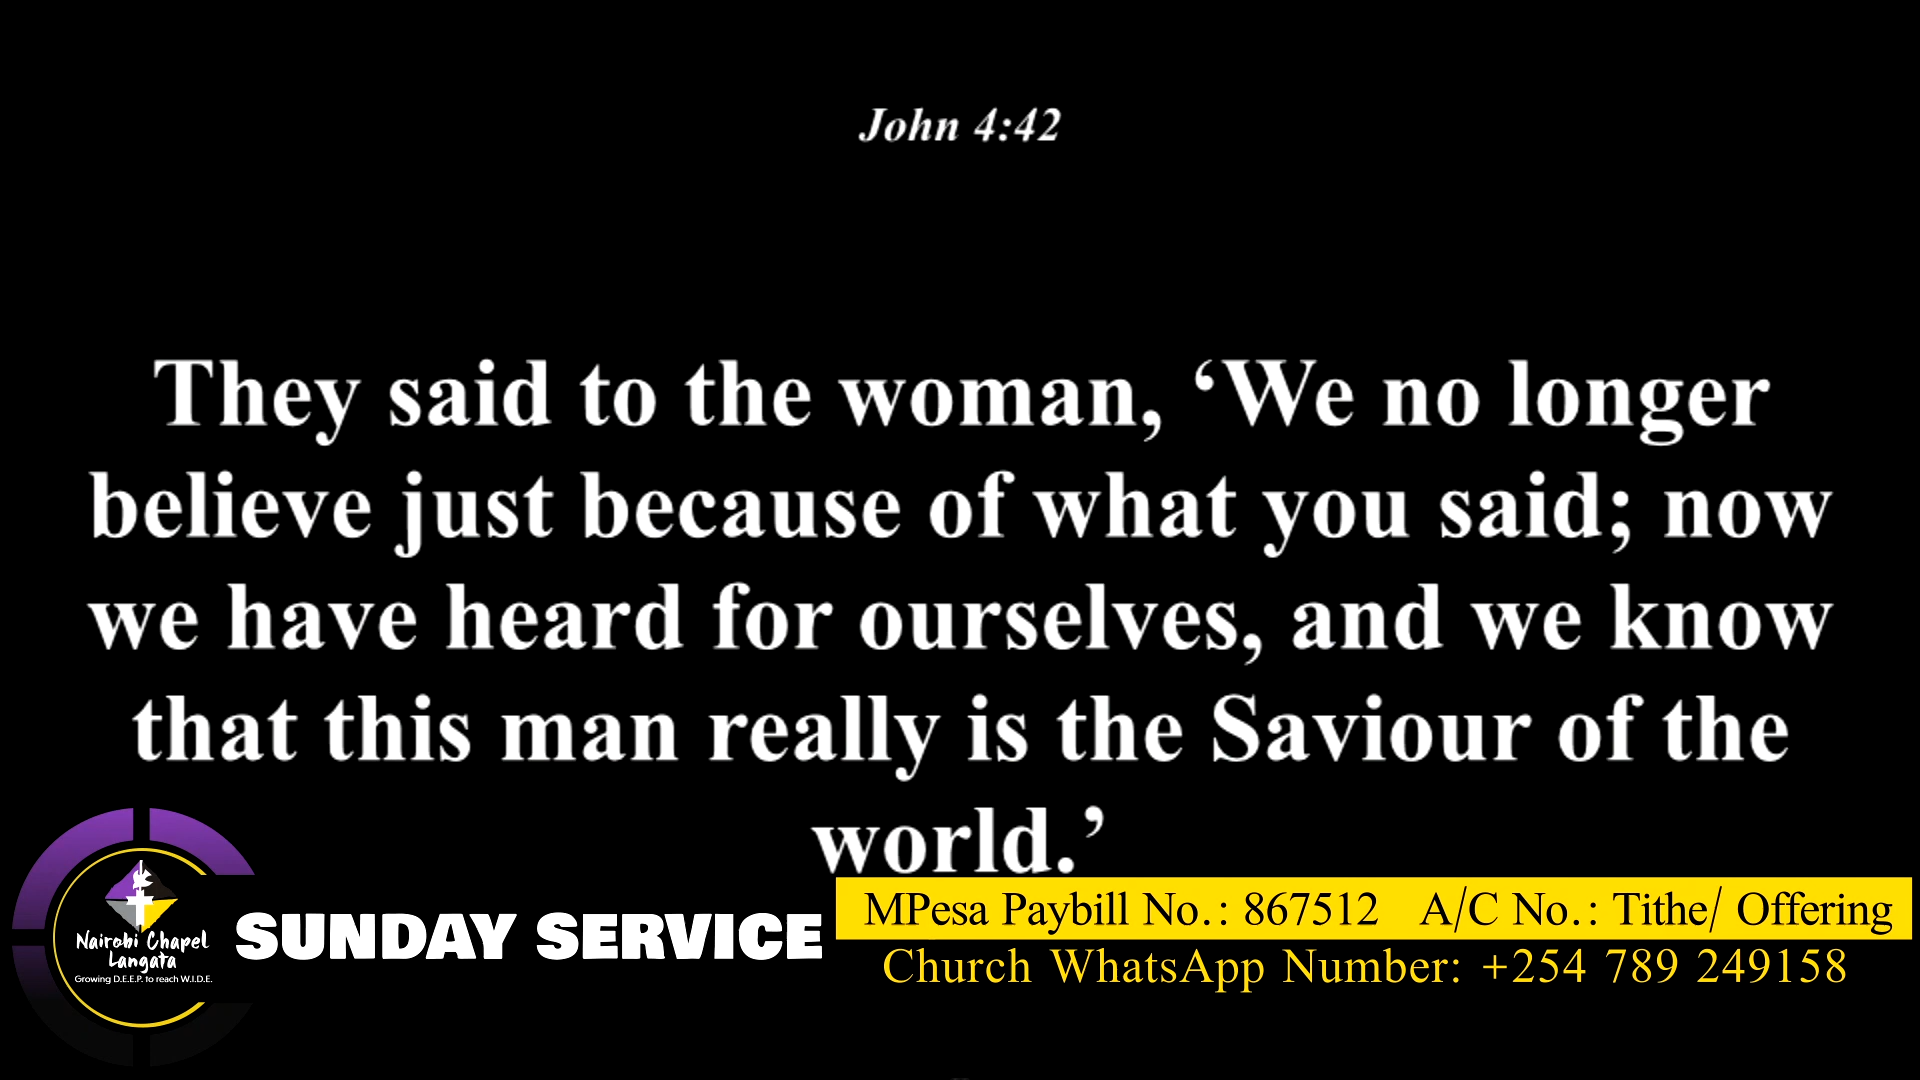 John 4:42
They said to the woman, ‘We no longer
believe just because of what you said; now
we have heard for ourselves, and we know
that this man really is the Saviour of the
world.’
Nairobi Chapel
Langata
Growing D.E.E.P. to reach W.I.D.E.
SUNDAY SERVICE
MPesa Paybill No.: 867512 A/C No.: Tithe/ Offering
Church WhatsApp Number: +254 789 249158